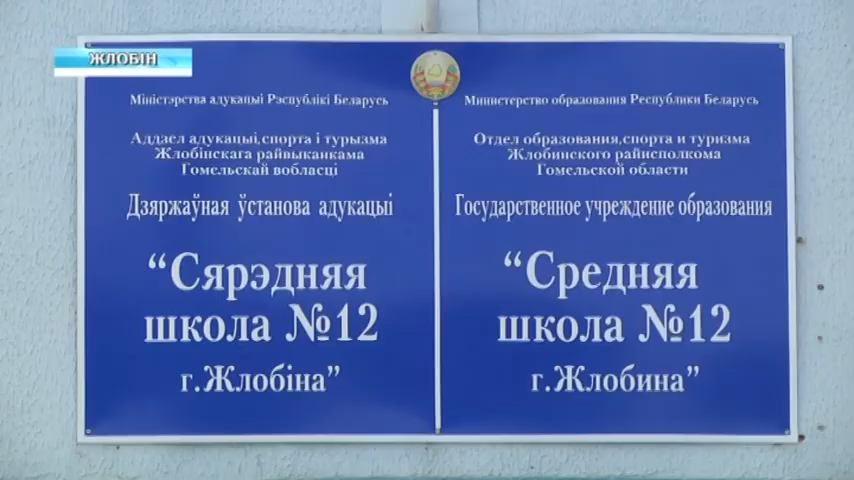 ЖЛОБІН
Міністэрства адукацыі Рэспублікі Беларусь
Аддзел адукацыі,спорта і турызма
Жлобінскага райвыканкама
Гомельскай вобласці
Дзяржаўная ўстанова адукацыі
“Сярэдняя
школа №12
г.Жлобіна”
Министерство образования Республики Беларусь
Отдел образования,спорта и туризма
Жлобинского райисполкома
Гомельской области
Государственное учреждение образования
“Средняя
школа №12
г.Жлобина”